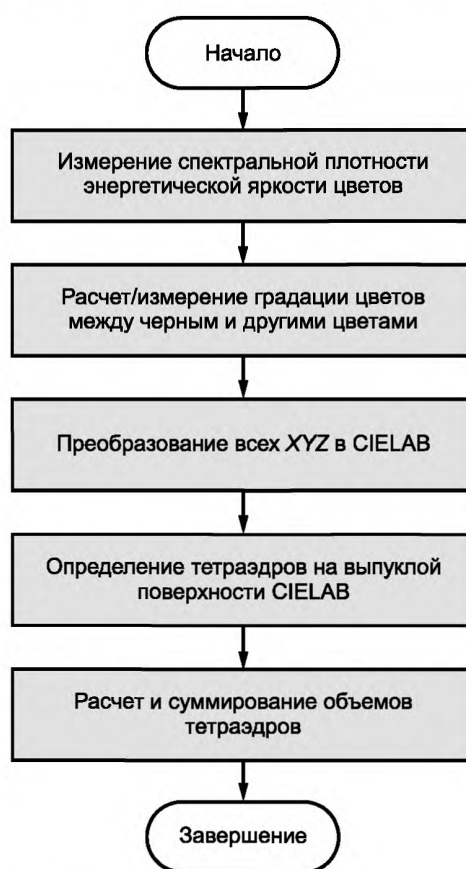 Начало
Измерение спектральной плотности
энергетической яркости цветов
Расчет/измерение градации цветов
между черным и другими цветами
Преобразование всех XYZ в CIELAB
Определение тетраэдров на выпуклой
поверхности CIELAB
Расчет и суммирование объемов
тетраэдров
Завершение